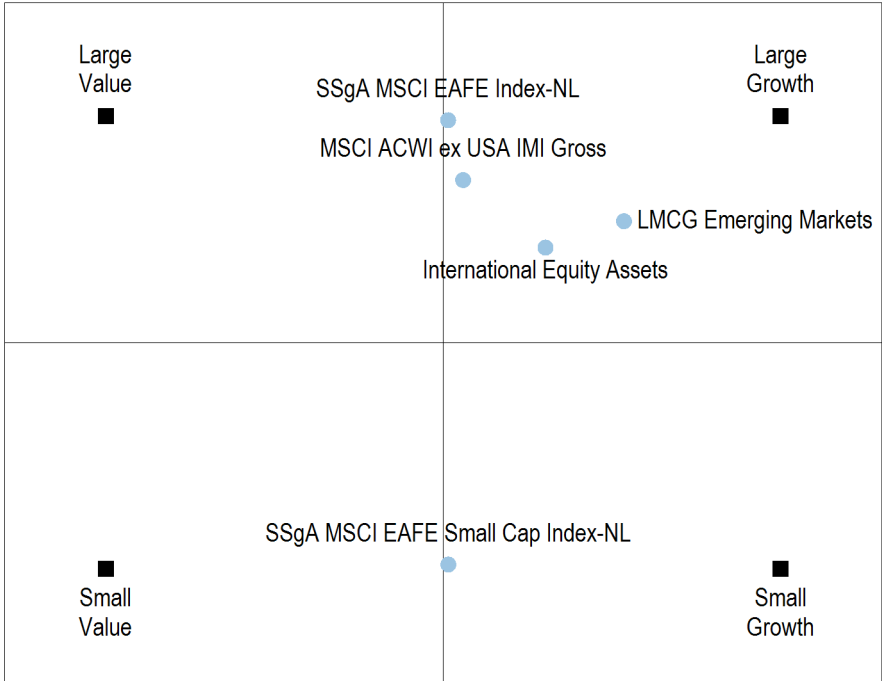 Large
Value
Large
Growth
SSgA MSCI EAFE Index-NL
MSCI ACWI ex USA IMI Gross
LMCG Emerging Markets
International Equity Assets
SSgA MSCI EAFE Small Cap Index-NL
Small
Value
Small
Growth